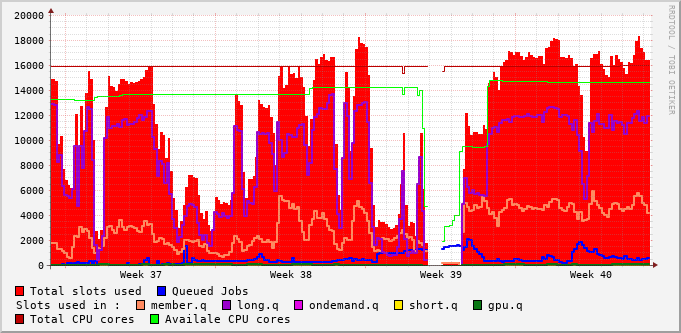 20000
18000
16000
14000
12000
10000
8000
6000
4000
2000
0
Week 37 Week 38 Week 39 Week 40
Total slots used Queued Jobs
Slots used in : member.q long.q ondemand.q short.q gpu.q
Total CPU cores Availale CPU cores
RRDTOOL / TOBI OETIKER